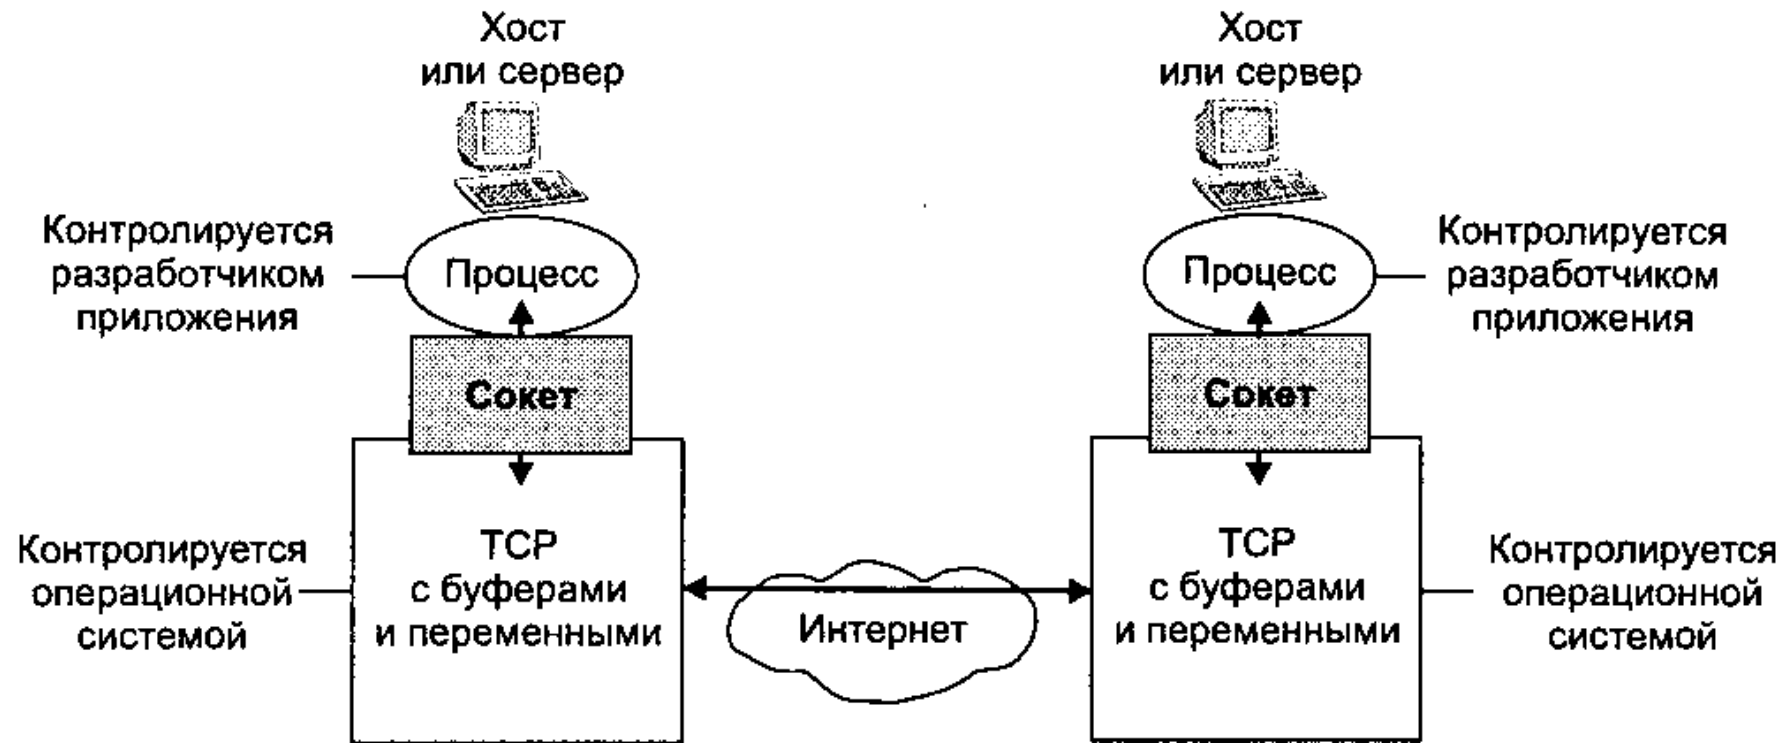 Хост
или сервер
Хост
или сервер
Контролируется
разработчиком
приложения
Процесс
Процесс
Контролируется
разработчиком
приложения
Сокет
Сокет
Контролируется
операционной
системой
TCP
с буферами
и переменными
Интернет
TCP
с буферами
и переменными
Контролируется
операционной
системой